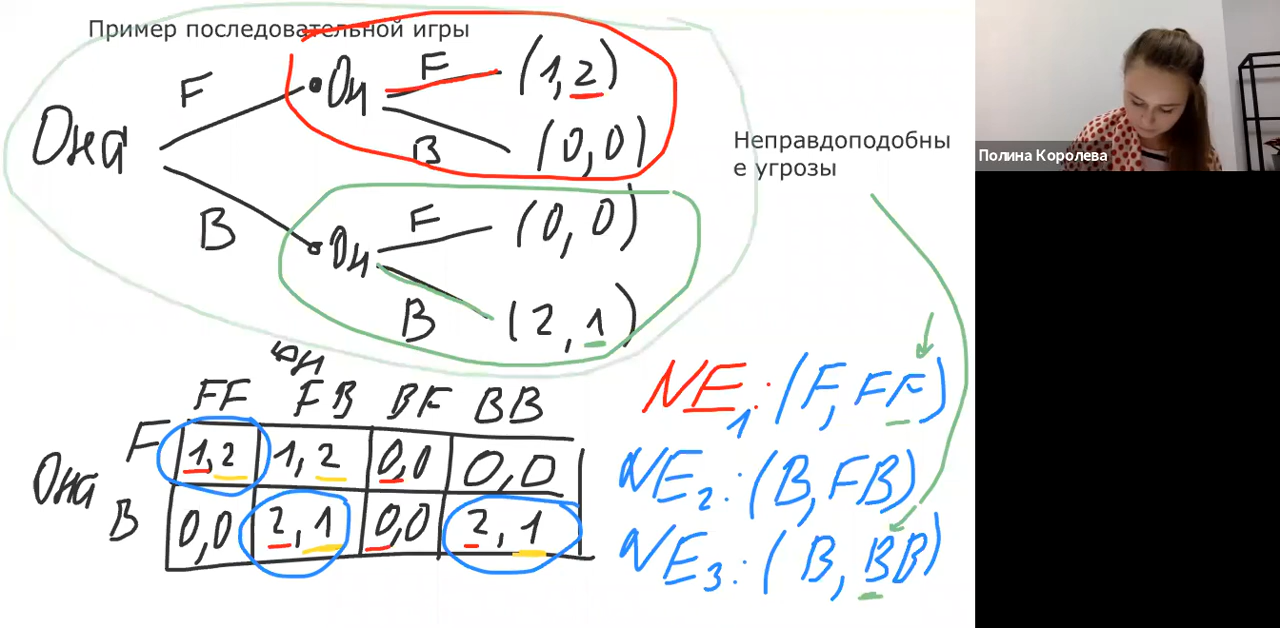 Пример последовательной игры
F
Она
B
Он F (1,2)
B (0,0)
Он F (0,0)
B (2,1)
Неправдоподобны
е угрозы
Полина Королева
Он
FF FB BF BB
Она
F 1,2 1,2 0,0 0,0
B 0,0 2,1 0,0 2,1
NE1: (F, FF)
NE2: (B, FB)
NE3: (B, BB)